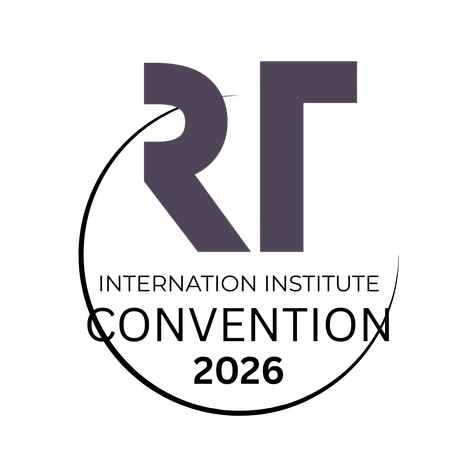 RT
INTERNATION INSTITUTE
CONVENTION
2026